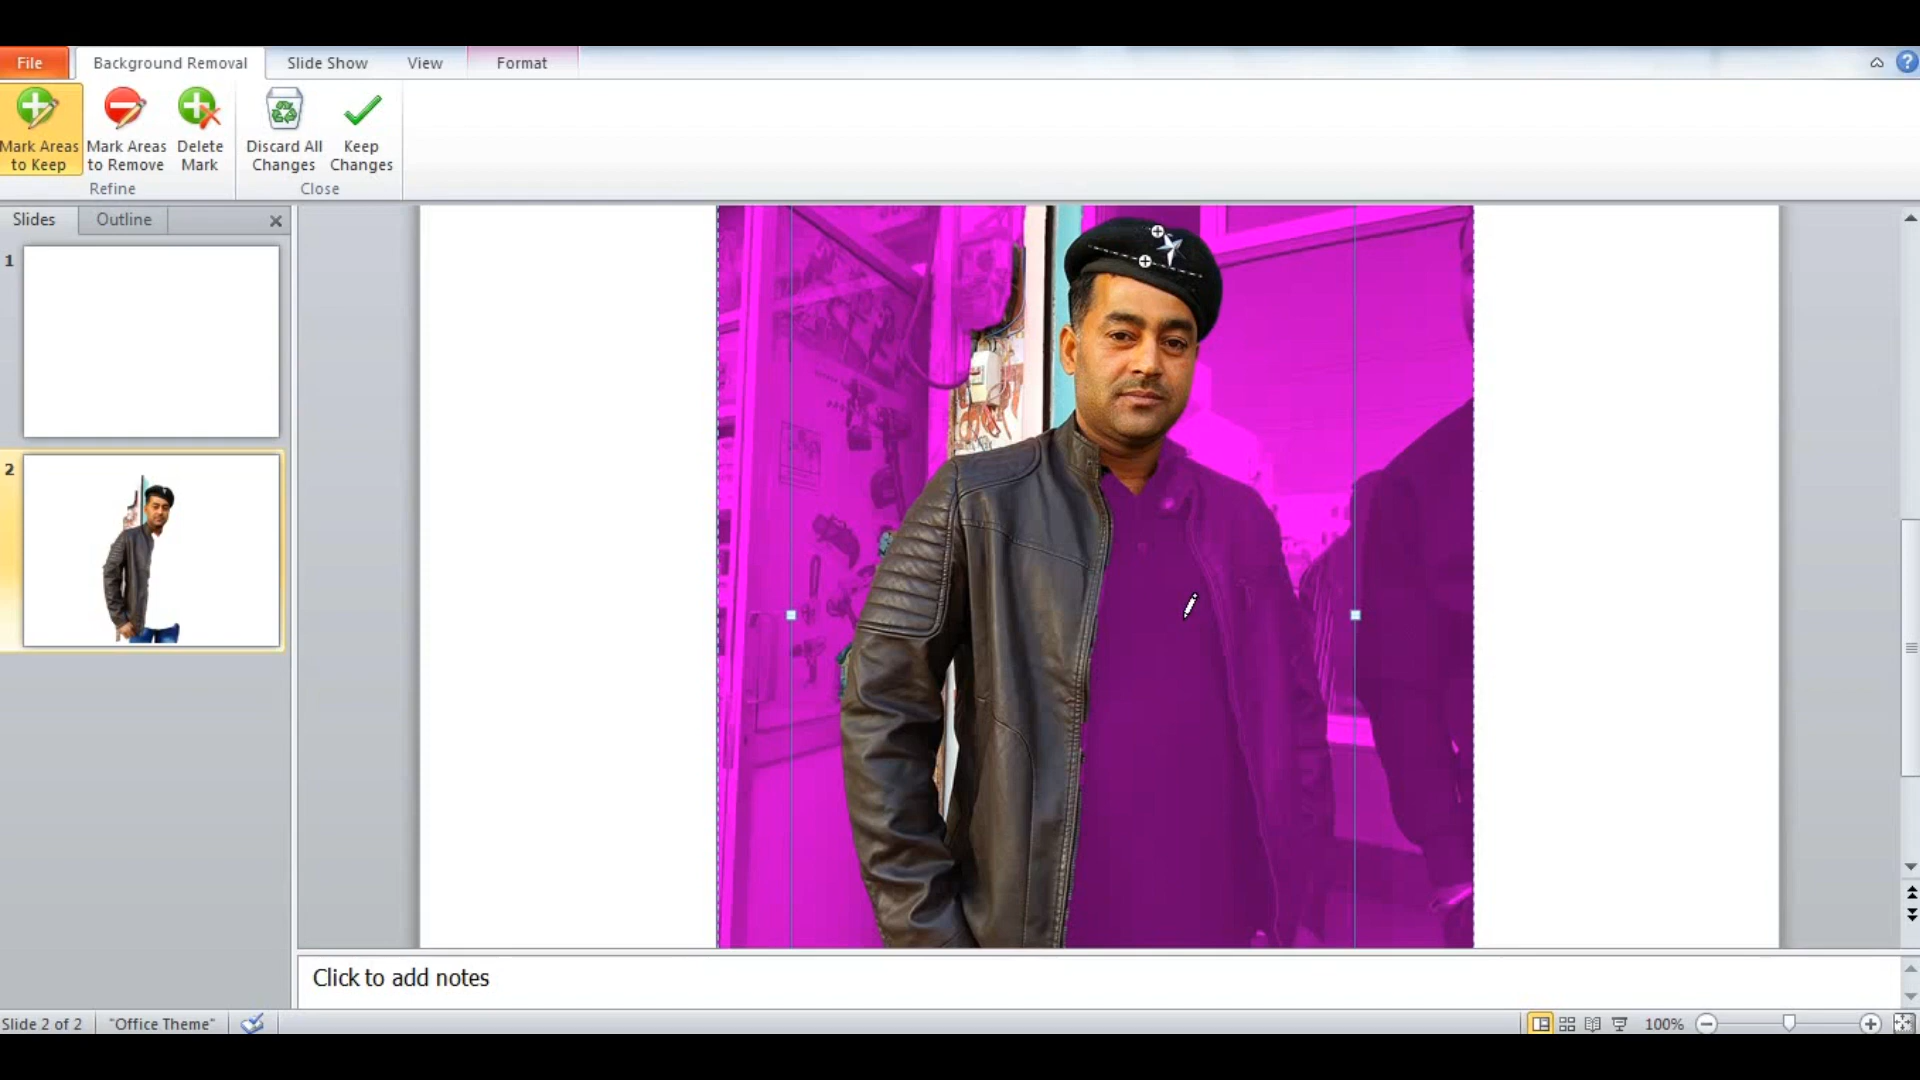 File
Background Removal
Slide Show
View
Format
Mark Areas
to Keep
Mark Areas
to Remove
Delete
Mark
Discard All
Changes
Keep
Changes
Refine
Close
Slides
Outline
1
2
Click to add notes
Slide 2 of 2
"Office Theme"
100%